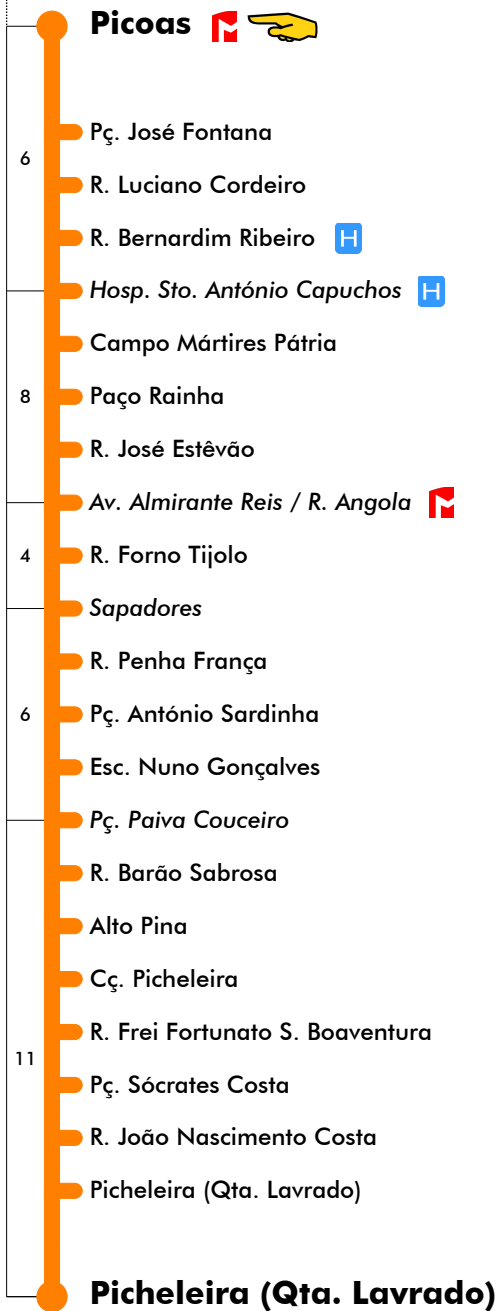 Picoas
Pç. José Fontana
6
R. Luciano Cordeiro
R. Bernardim Ribeiro H
Hosp. Sto. António Capuchos H
Campo Mártires Pátria
8 Paço Rainha
R. José Estêvão
Av. Almirante Reis / R. Angola
4 R. Forno Tijolo
Sapadores
R. Penha França
6 Pç. António Sardinha
Esc. Nuno Gonçalves
Pç. Paiva Couceiro
R. Barão Sabrosa
Alto Pina
Cç. Picheleira
R. Frei Fortunato S. Boaventura
11
Pç. Sócrates Costa
R. João Nascimento Costa
Picheleira (Qta. Lavrado)
Picheleira (Qta. Lavrado)